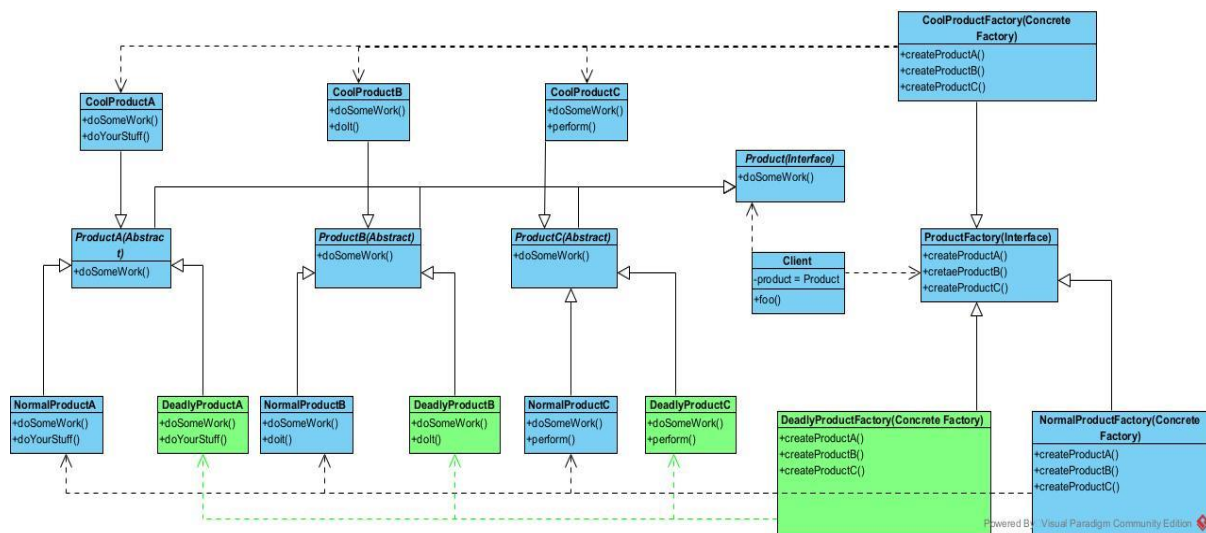 CoolProductFactory(Concrete
Factory)
+createProductA()
+createProductB()
+createProductC()
CoolProductA
+doSomeWork()
+doYourStuff()
CoolProductB
+doSomeWork()
+doIt()
CoolProductC
+doSomeWork()
+perform()
Product(Interface)
+doSomeWork()
ProductA(Abstrac
t)
+doSomeWork()
ProductB(Abstract)
+doSomeWork()
ProductC(Abstract)
+doSomeWork()
Client
-product = Product
+foo()
ProductFactory(Interface)
+createProductA()
+cretaeProductB()
+createProductC()
NormalProductA
+doSomeWork()
+doYourStuff()
DeadlyProductA
+doSomeWork()
+doYourStuff()
NormalProductB
+doSomeWork()
+doit()
DeadlyProductB
+doSomeWork()
+doIt()
NormalProductC
+doSomeWork()
+perform()
DeadlyProductC
+doSomeWork()
+perform()
DeadlyProductFactory(Concrete Factory)
+createProductA()
+createProductB()
+createProductC()
NormalProductFactory(Concrete
Factory)
+createProductA()
+createProductB()
+createProductC()
Powered By Visual Paradigm Community Edition